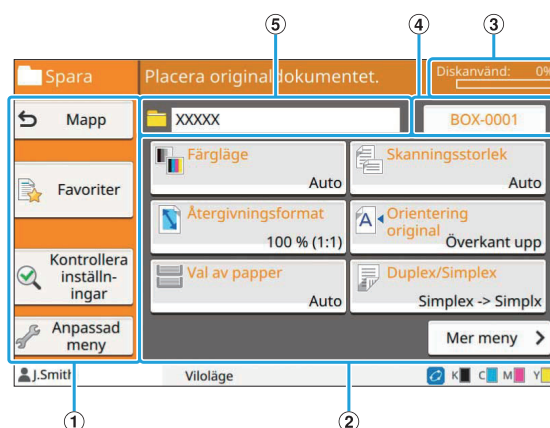 5
4
3
Spara
Placera originaldokumentet.
Diskanvänd: 0%
Mapp
XXXXX
BOX-0001
Färgläge
Auto
Skanningsstorlek
Auto
Favoriter
Återgivningsformat
100 % (1:1)
Orientering
original
Överkant upp
Kontrollera
inställn-
ingar
Val av papper
Auto
Duplex/Simplex
Simplex -> Simplx
Anpassad
meny
Mer meny
J.Smith
Viloläge
K C M Y
1
2